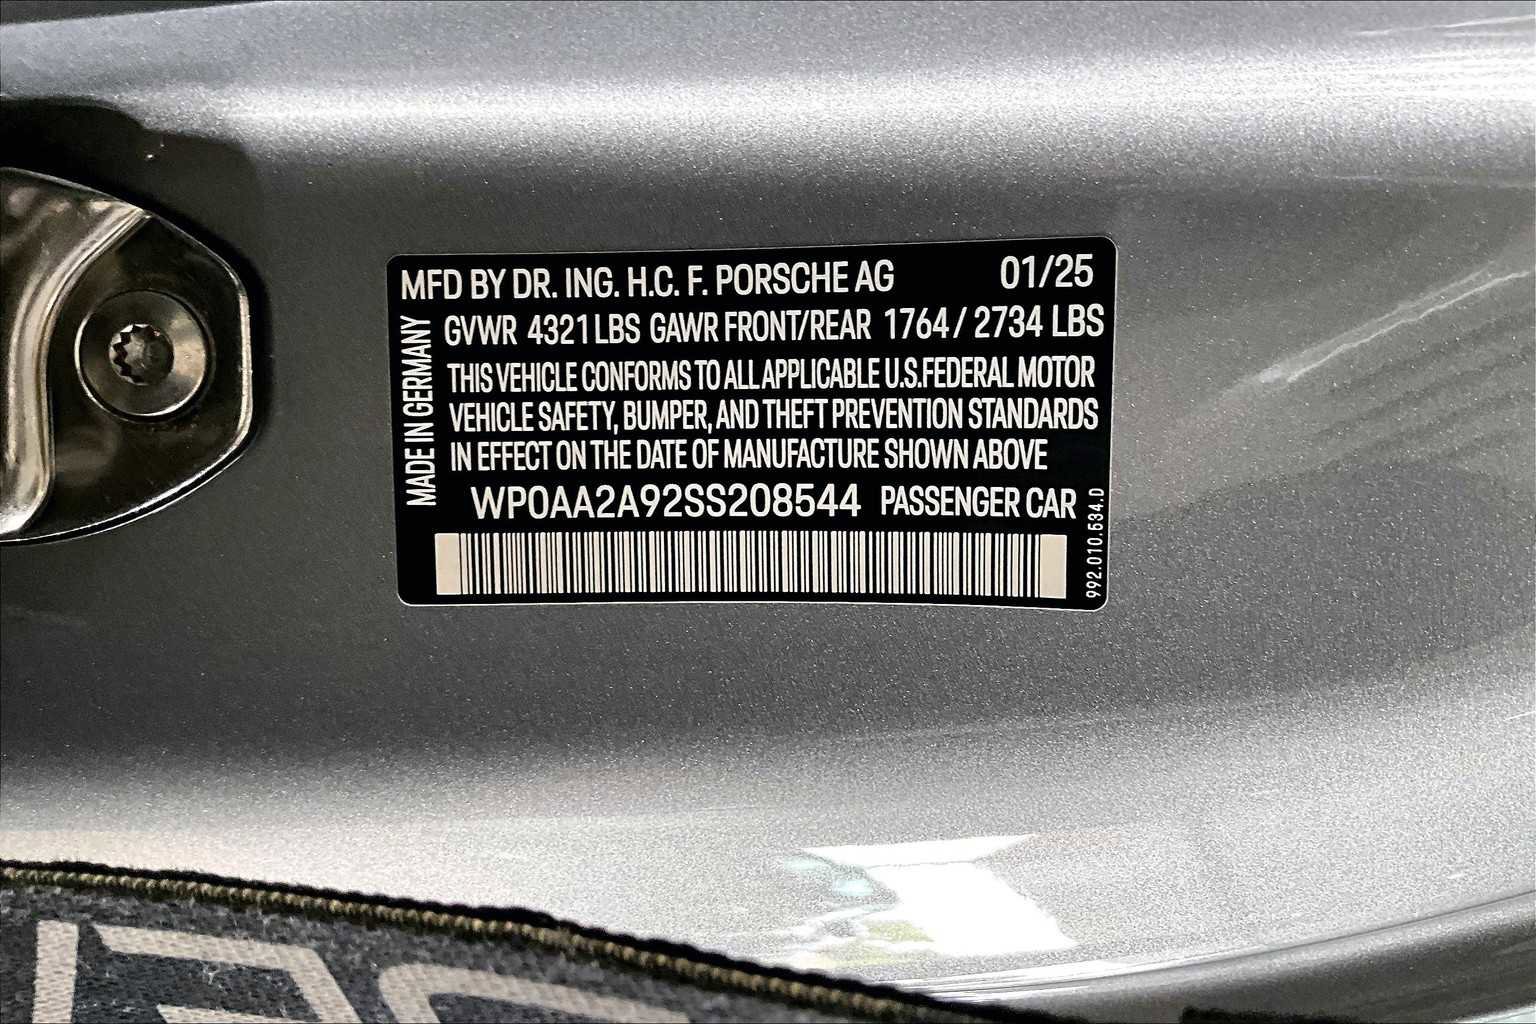 MFD BY DR. ING. H.C. F. PORSCHE AG 01/25
GVWR 4321 LBS GAWR FRONT/REAR 1764 / 2734 LBS
MADE IN GERMANY
THIS VEHICLE CONFORMS TO ALL APPLICABLE U.S.FEDERAL MOTOR
VEHICLE SAFETY, BUMPER, AND THEFT PREVENTION STANDARDS
IN EFFECT ON THE DATE OF MANUFACTURE SHOWN ABOVE
WP0AA2A92SS208544 PASSENGER CAR
992.010.534.D